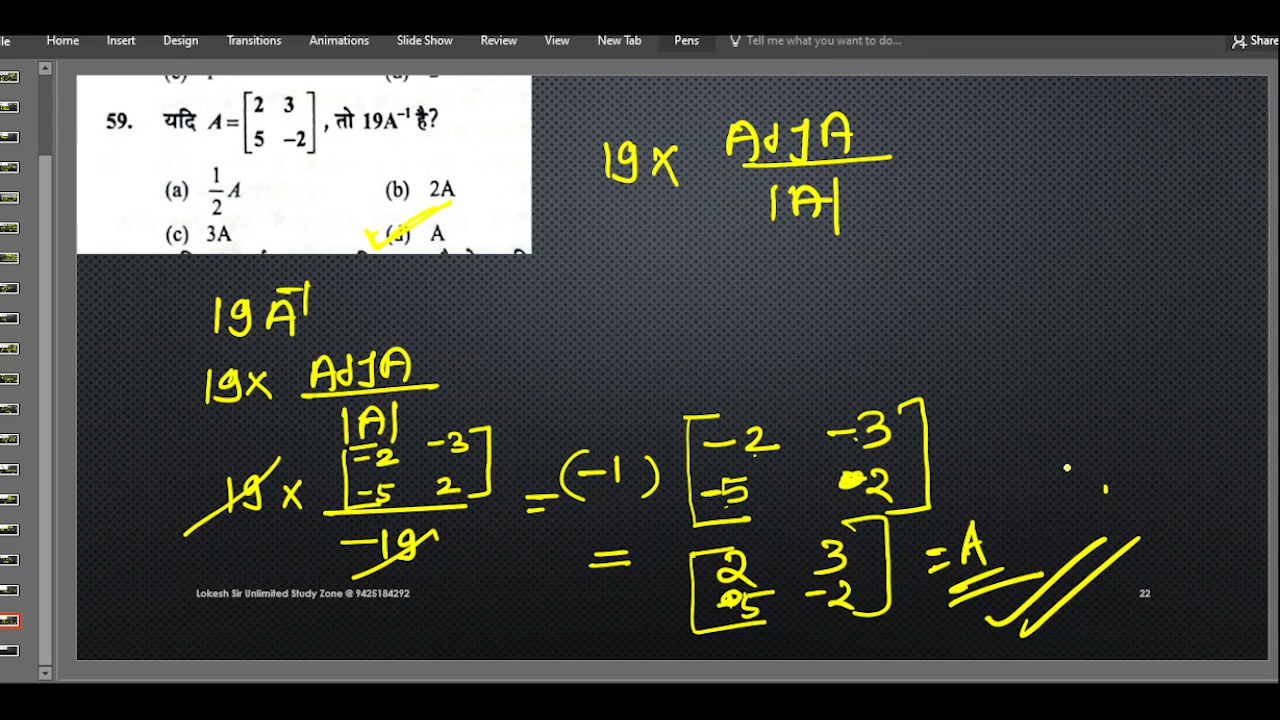 Home Insert Design Transitions Animations Slide Show Review View New Tab Pens Tell me what you want to do... Shar
59. यदि A = [2 3 5 -2], तो 19A⁻¹ है?
(a) 1/2 A (b) 2A
(c) 3A (d) A
19 × AdjA / |A|
19 A⁻¹
19 × AdjA / |A|
19 × [-2 -3 -5 2] / -19 = (-1) [-2 -3 -5 2]
= [2 3 5 -2] = A
Lokesh Sir Unlimited Study Zone @ 9425184292
22